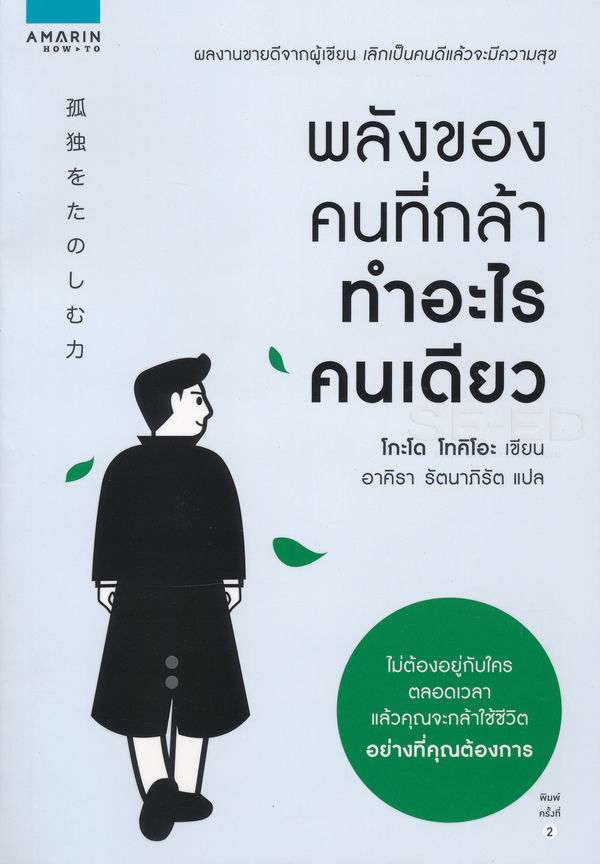 AMARIN
HOW TO
ผลงานขายดีจากผู้เขียน เลิกเป็นคนดีแล้วจะมีความสุข
孤独をたのしむ力
พลังของ
คนที่กล้า
ทำอะไร
คนเดียว
SE-ED
โกะโด โทคิโอะ เขียน
อาคิรา รัตนาภิรัต แปล
ไม่ต้องอยู่กับใคร
ตลอดเวลา
แล้วคุณจะกล้าใช้ชีวิต
อย่างที่คุณต้องการ
พิมพ์
ครั้งที่
2